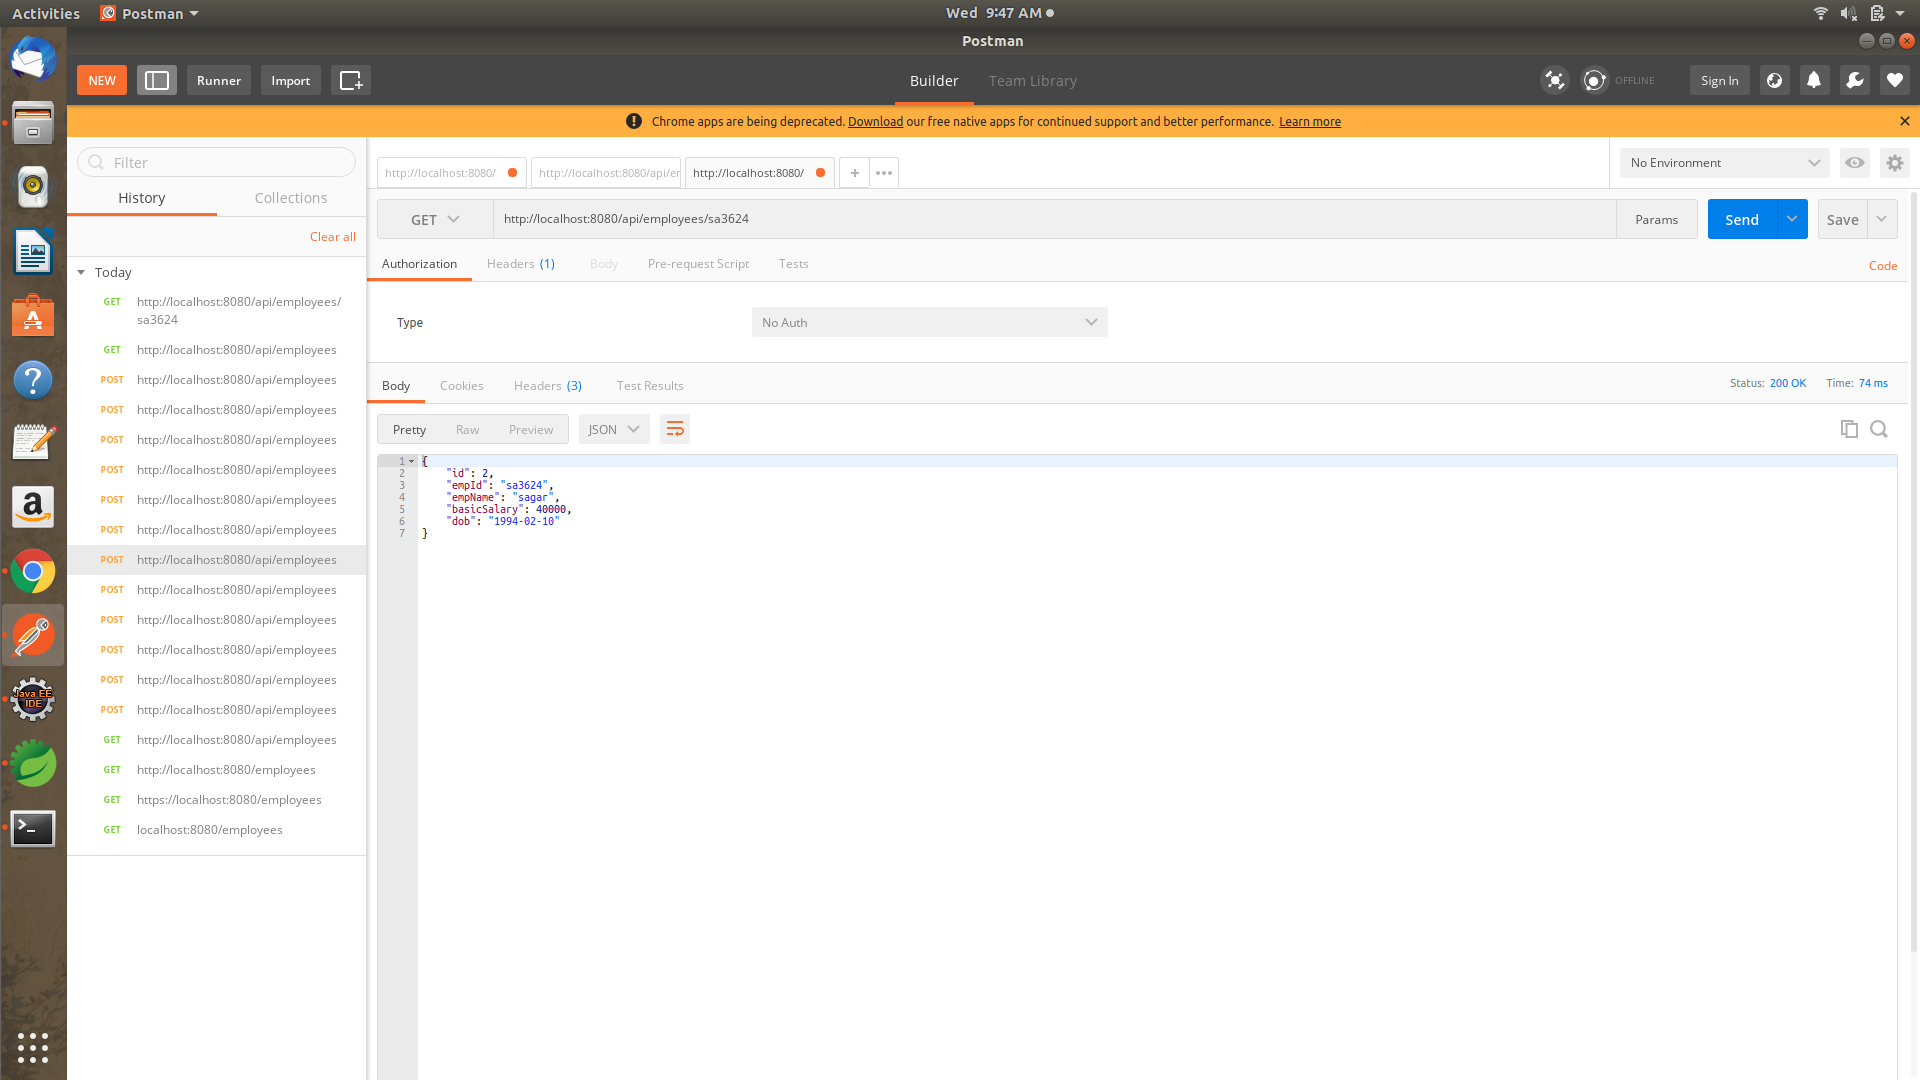 Activities Postman Wed 9:47 AM
Postman
NEW Runner Import Builder Team Library OFFLINE Sign In
Chrome apps are being deprecated. Download our free native apps for continued support and better performance. Learn more
Filter
History Collections
Clear all
Today
GET http://localhost:8080/api/employees/
sa3624
GET http://localhost:8080/api/employees
POST http://localhost:8080/api/employees
POST http://localhost:8080/api/employees
POST http://localhost:8080/api/employees
POST http://localhost:8080/api/employees
POST http://localhost:8080/api/employees
POST http://localhost:8080/api/employees
POST http://localhost:8080/api/employees
POST http://localhost:8080/api/employees
POST http://localhost:8080/api/employees
POST http://localhost:8080/api/employees
POST http://localhost:8080/api/employees
POST http://localhost:8080/api/employees
GET http://localhost:8080/api/employees
GET http://localhost:8080/employees
GET https://localhost:8080/employees
GET localhost:8080/employees
http://localhost:8080/ http://localhost:8080/api/er http://localhost:8080/ + ••• No Environment
GET http://localhost:8080/api/employees/sa3624 Params Send Save
Authorization Headers (1) Body Pre-request Script Tests Code
Type No Auth
Body Cookies Headers (3) Test Results Status: 200 OK Time: 74 ms
Pretty Raw Preview JSON
1 {
2 "id": 2,
3 "empId": "sa3624",
4 "empName": "sagar",
5 "basicSalary": 40000,
6 "dob": "1994-02-10"
7 }
Java EE
IDE